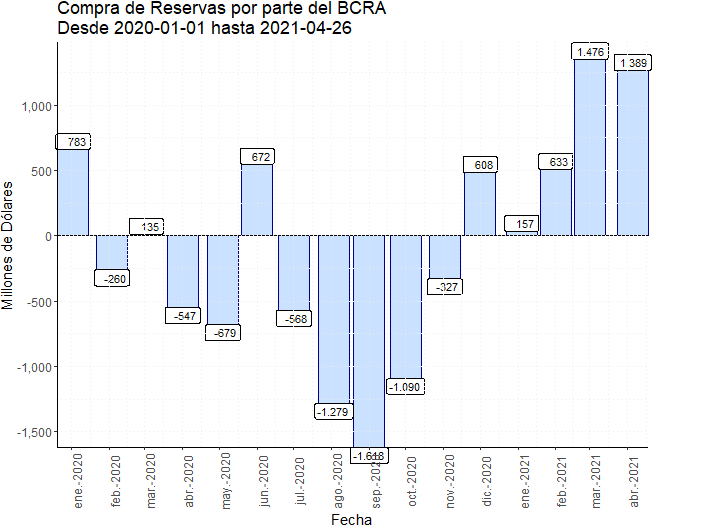 Compra de Reservas por parte del BCRA
Desde 2020-01-01 hasta 2021-04-26
Millones de Dólares
1,000
500
0
-500
-1,000
-1,500
783
-260
135
-547
-679
672
-568
-1.279
-1.618
-1.090
-327
608
157
633
1.476
1.389
ene.-2020
feb.-2020
mar.-2020
abr.-2020
may.-2020
jun.-2020
jul.-2020
ago.-2020
sep.-2020
oct.-2020
nov.-2020
dic.-2020
ene.-2021
feb.-2021
mar.-2021
abr.-2021
Fecha